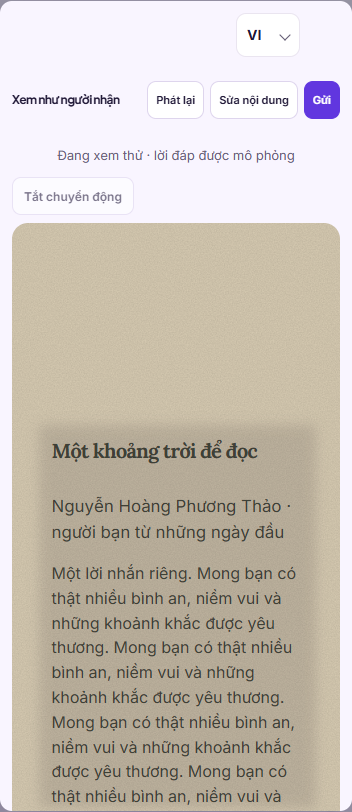 VI
Xem như người nhận
Phát lại
Sửa nội dung
Gửi
Đang xem thử · lời đáp được mô phỏng
Tắt chuyển động
Một khoảng trời để đọc
Nguyễn Hoàng Phương Thảo ·
người bạn từ những ngày đầu
Một lời nhắn riêng. Mong bạn có
thật nhiều bình an, niềm vui và
những khoảnh khắc được yêu
thương. Mong bạn có thật nhiều
bình an, niềm vui và những
khoảnh khắc được yêu thương.
Mong bạn có thật nhiều bình an,
niềm vui và những khoảnh khắc
được yêu thương. Mong bạn có
thật nhiều bình an, niềm vui và